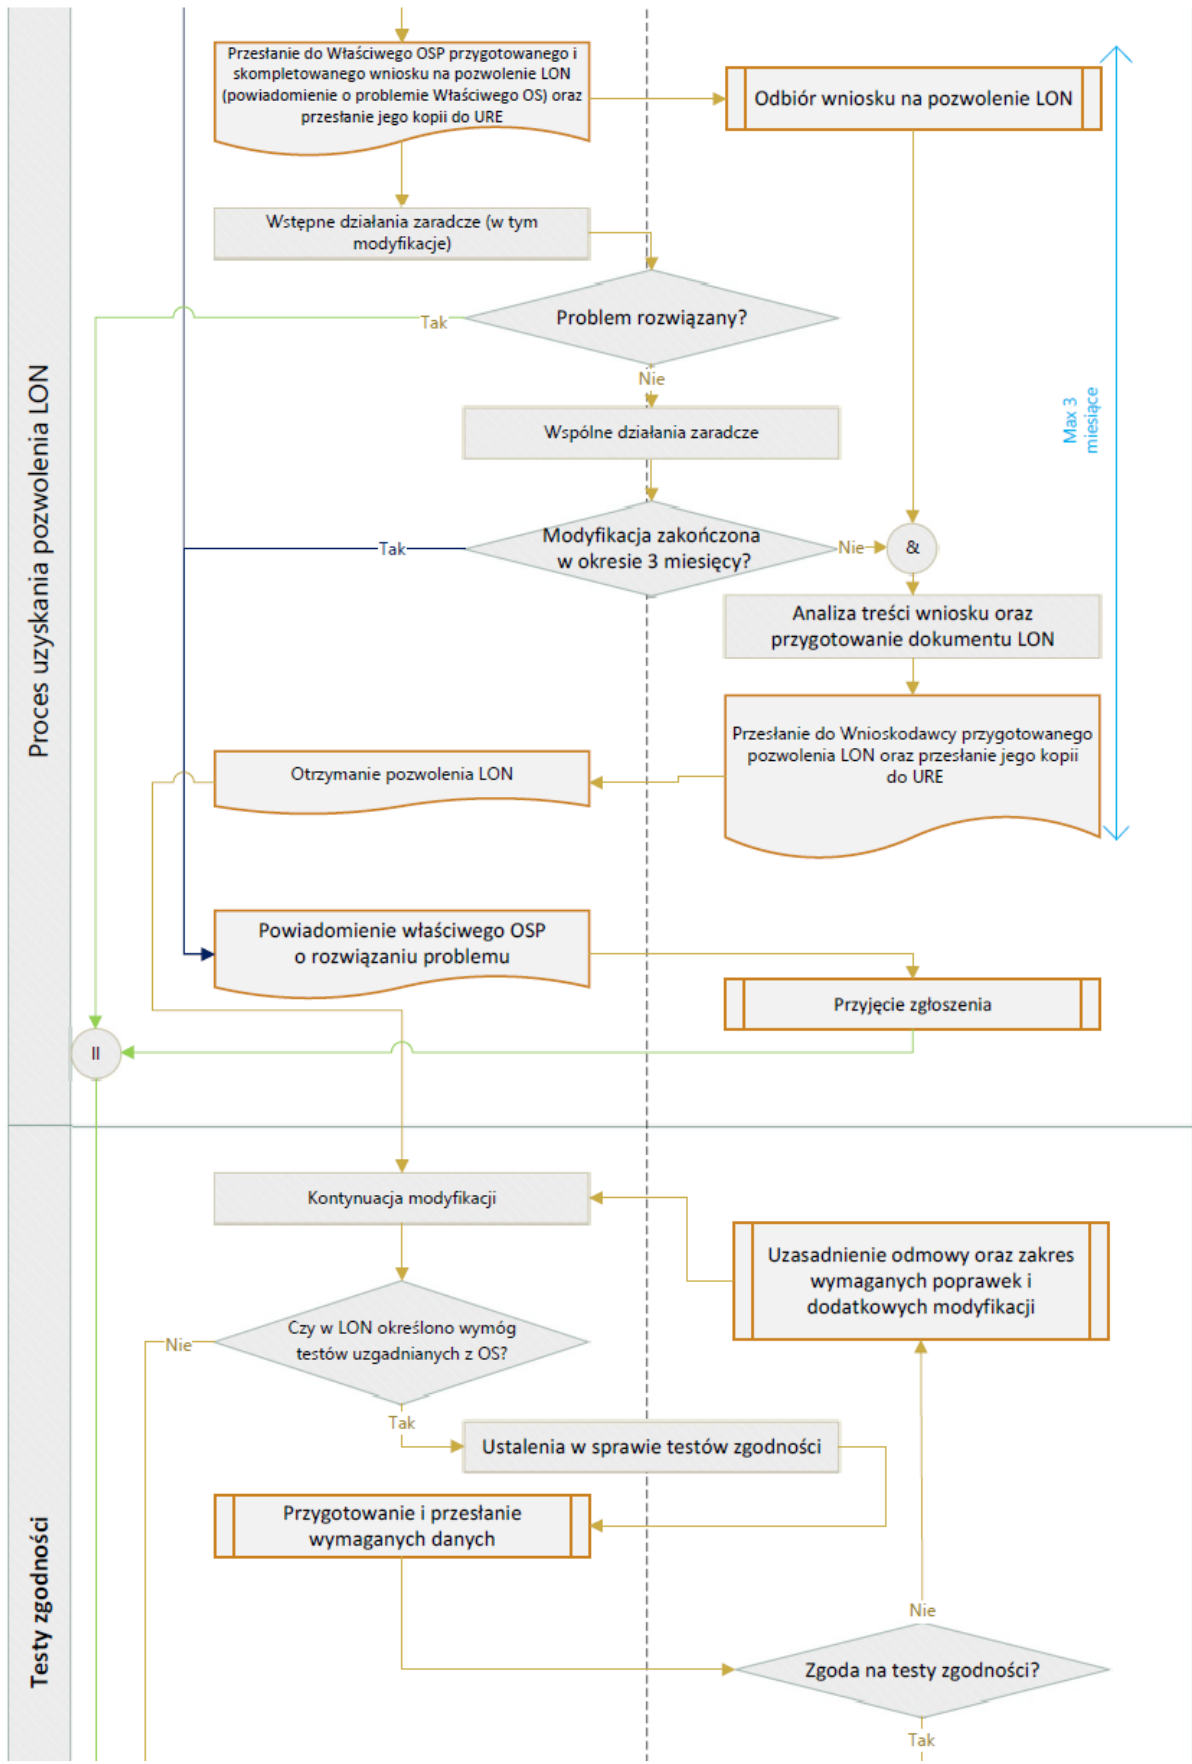 Proces uzyskania pozwolenia LON
Przesłanie do Właściwego OSP przygotowanego i
skompletowanego wniosku na pozwolenie LON
(powiadomienie o problemie Właściwego OS) oraz
przesłanie jego kopii do URE
Odbiór wniosku na pozwolenie LON
Wstępne działania zaradcze (w tym
modyfikacje)
Problem rozwiązany?
Tak
Nie
Max 3
miesiące
Wspólne działania zaradcze
Modyfikacja zakończona
w okresie 3 miesięcy?
Tak
Nie
&
Analiza treści wniosku oraz
przygotowanie dokumentu LON
Przesłanie do Wnioskodawcy przygotowanego
pozwolenia LON oraz przesłanie jego kopii
do URE
Otrzymanie pozwolenia LON
Powiadomienie właściwego OSP
o rozwiązaniu problemu
Przyjęcie zgłoszenia
II
Testy zgodności
Kontynuacja modyfikacji
Uzasadnienie odmowy oraz zakres
wymaganych poprawek i
dodatkowych modyfikacji
Czy w LON określono wymóg
testów uzgadnianych z OS?
Nie
Tak
Ustalenia w sprawie testów zgodności
Przygotowanie i przesłanie
wymaganych danych
Nie
Zgoda na testy zgodności?
Tak